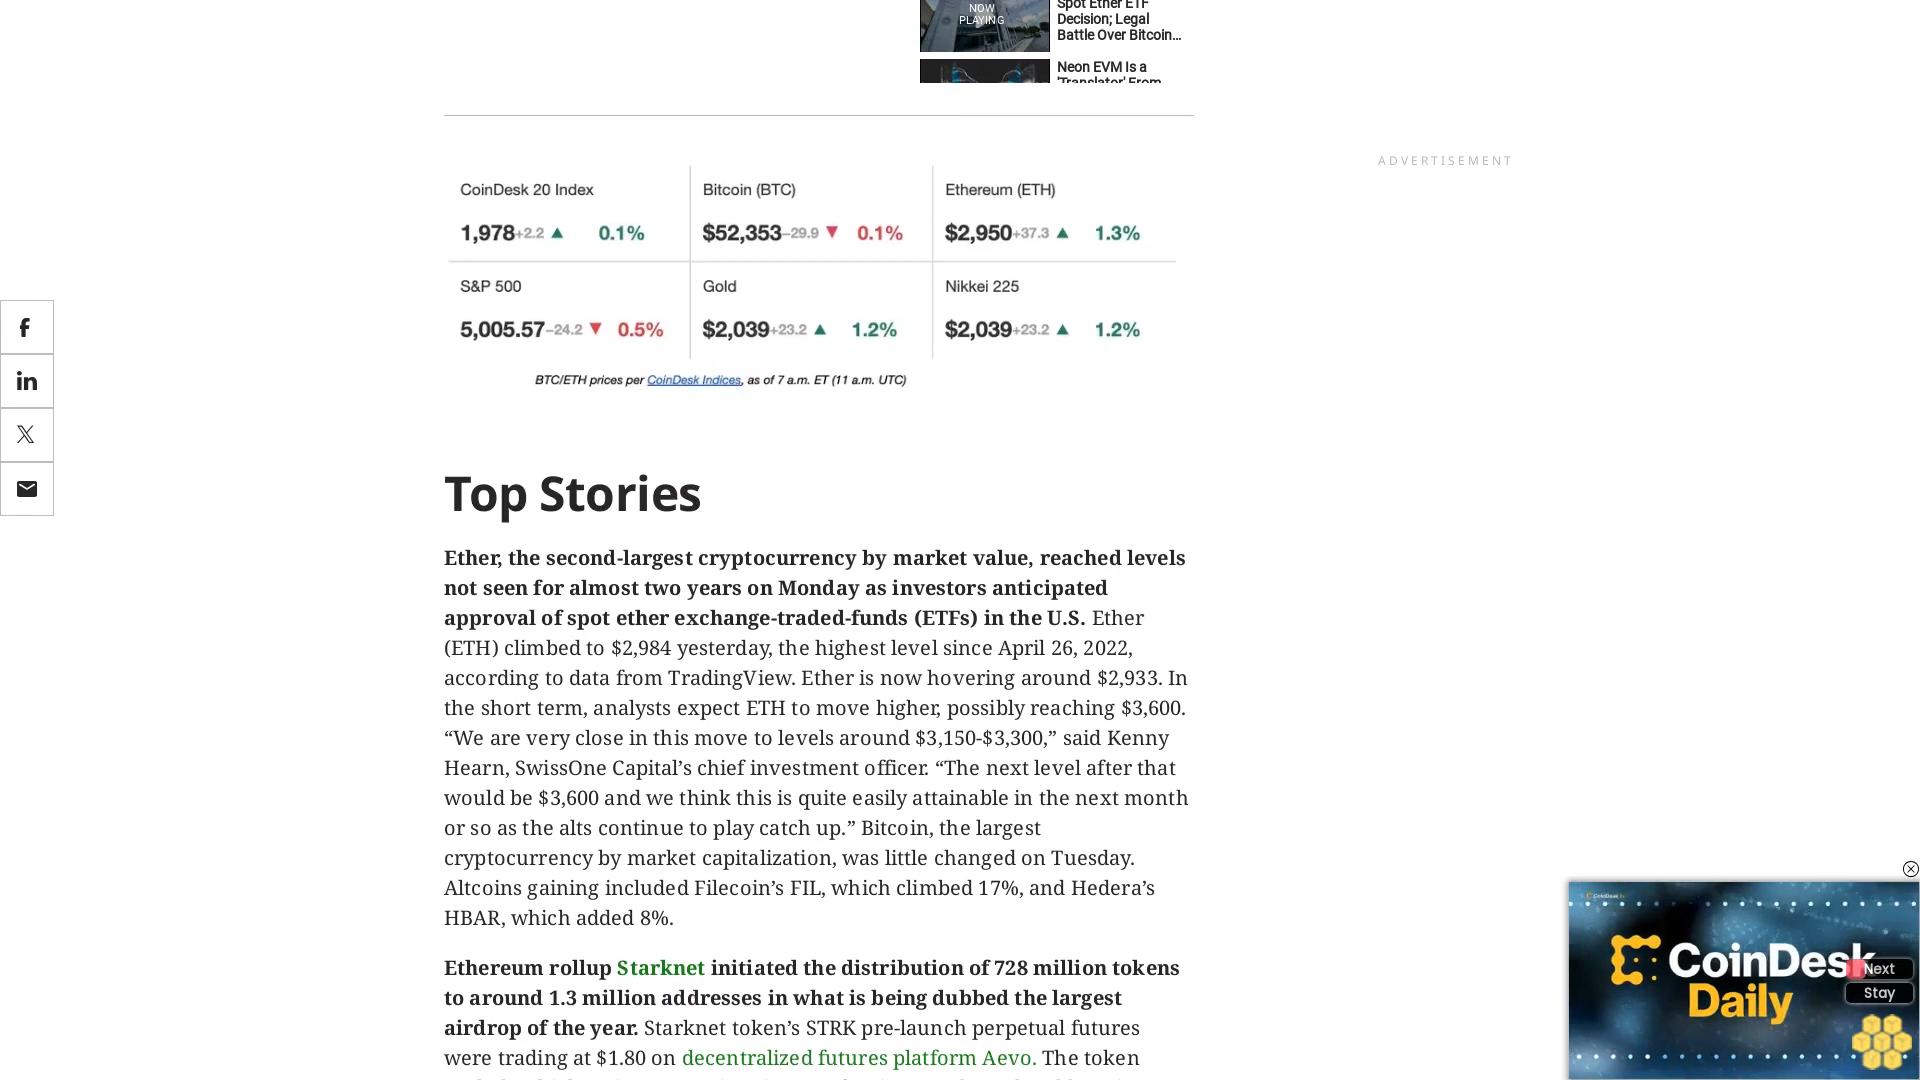 NOW
PLAYING
Spot Ether ETF
Decision; Legal
Battle Over Bitcoin...
Neon EVM Is a
'Translator' From
ADVERTISEMENT
CoinDesk 20 Index
1,978 +2.2 ▲ 0.1%
Bitcoin (BTC)
$52,353 −29.9 ▼ 0.1%
Ethereum (ETH)
$2,950 +37.3 ▲ 1.3%
S&P 500
5,005.57 −24.2 ▼ 0.5%
Gold
$2,039 +23.2 ▲ 1.2%
Nikkei 225
$2,039 +23.2 ▲ 1.2%
BTC/ETH prices per CoinDesk Indices, as of 7 a.m. ET (11 a.m. UTC)
Top Stories
Ether, the second-largest cryptocurrency by market value, reached levels
not seen for almost two years on Monday as investors anticipated
approval of spot ether exchange-traded-funds (ETFs) in the U.S. Ether
(ETH) climbed to $2,984 yesterday, the highest level since April 26, 2022,
according to data from TradingView. Ether is now hovering around $2,933. In
the short term, analysts expect ETH to move higher, possibly reaching $3,600.
“We are very close in this move to levels around $3,150-$3,300,” said Kenny
Hearn, SwissOne Capital’s chief investment officer. “The next level after that
would be $3,600 and we think this is quite easily attainable in the next month
or so as the alts continue to play catch up.” Bitcoin, the largest
cryptocurrency by market capitalization, was little changed on Tuesday.
Altcoins gaining included Filecoin’s FIL, which climbed 17%, and Hedera’s
HBAR, which added 8%.
Ethereum rollup Starknet initiated the distribution of 728 million tokens
to around 1.3 million addresses in what is being dubbed the largest
airdrop of the year. Starknet token’s STRK pre-launch perpetual futures
were trading at $1.80 on decentralized futures platform Aevo. The token
CoinDesk
Daily
Next
Stay